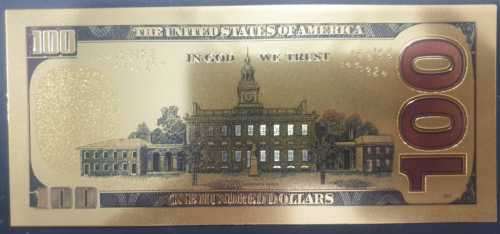 THE UNITED STATES OF AMERICA
100
IN GOD WE TRUST
100
100
ONE HUNDRED DOLLARS